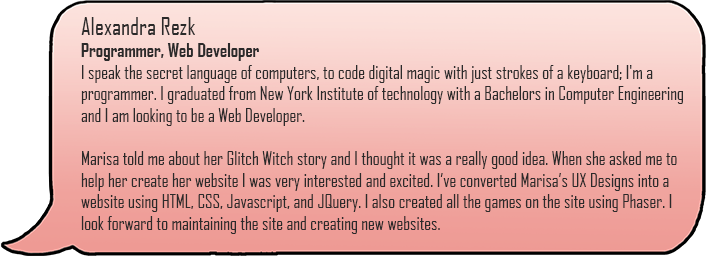 Alexandra Rezk
Programmer, Web Developer
I speak the secret language of computers, to code digital magic with just strokes of a keyboard; I'm a
programmer. I graduated from New York Institute of technology with a Bachelors in Computer Engineering
and I am looking to be a Web Developer.
Marisa told me about her Glitch Witch story and I thought it was a really good idea. When she asked me to
help her create her website I was very interested and excited. I've converted Marisa's UX Designs into a
website using HTML, CSS, Javascript, and JQuery. I also created all the games on the site using Phaser. I
look forward to maintaining the site and creating new websites.